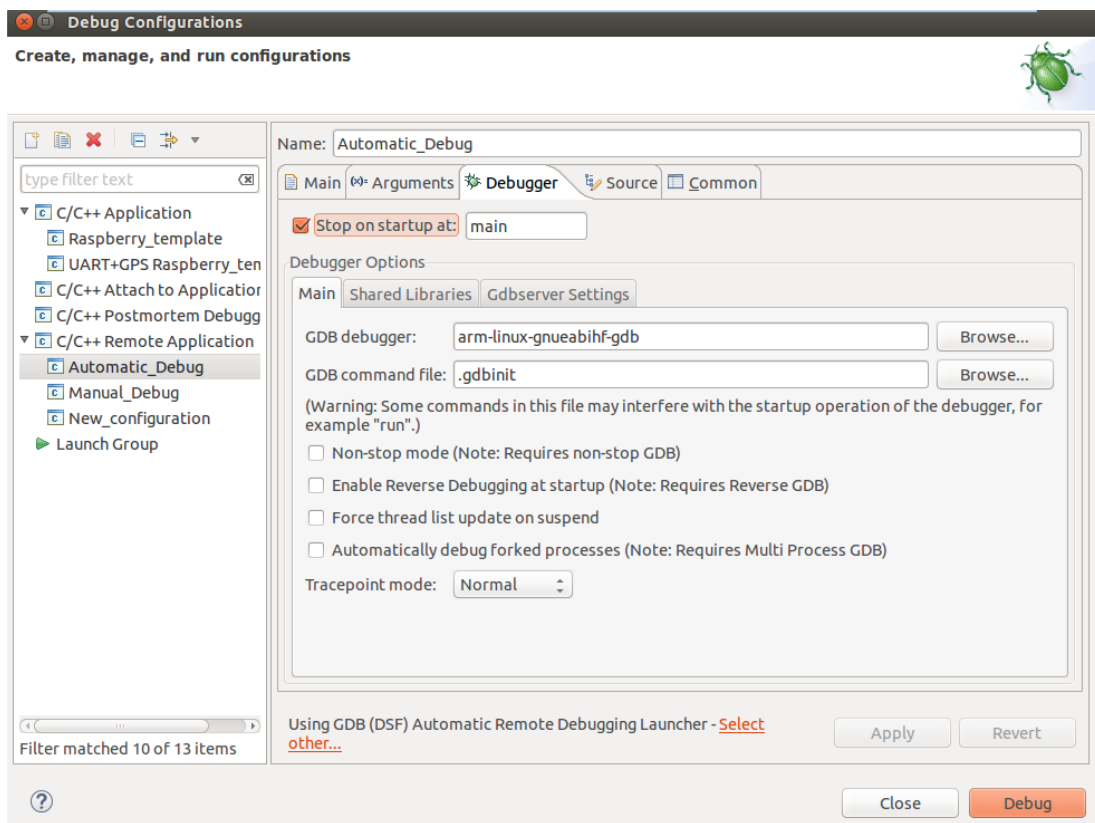 Debug Configurations
Create, manage, and run configurations
type filter text
C/C++ Application
Raspberry_template
UART+GPS Raspberry_ten
C/C++ Attach to Application
C/C++ Postmortem Debugg
C/C++ Remote Application
Automatic_Debug
Manual_Debug
New_configuration
Launch Group
Filter matched 10 of 13 items
Name: Automatic_Debug
Main (x)= Arguments Debugger Source Common
Stop on startup at: main
Debugger Options
Main Shared Libraries Gdbserver Settings
GDB debugger: arm-linux-gnueabihf-gdb Browse...
GDB command file: .gdbinit Browse...
(Warning: Some commands in this file may interfere with the startup operation of the debugger, for
example "run".)
Non-stop mode (Note: Requires non-stop GDB)
Enable Reverse Debugging at startup (Note: Requires Reverse GDB)
Force thread list update on suspend
Automatically debug forked processes (Note: Requires Multi Process GDB)
Tracepoint mode: Normal
Using GDB (DSF) Automatic Remote Debugging Launcher - Select
other...
Apply Revert
Close Debug